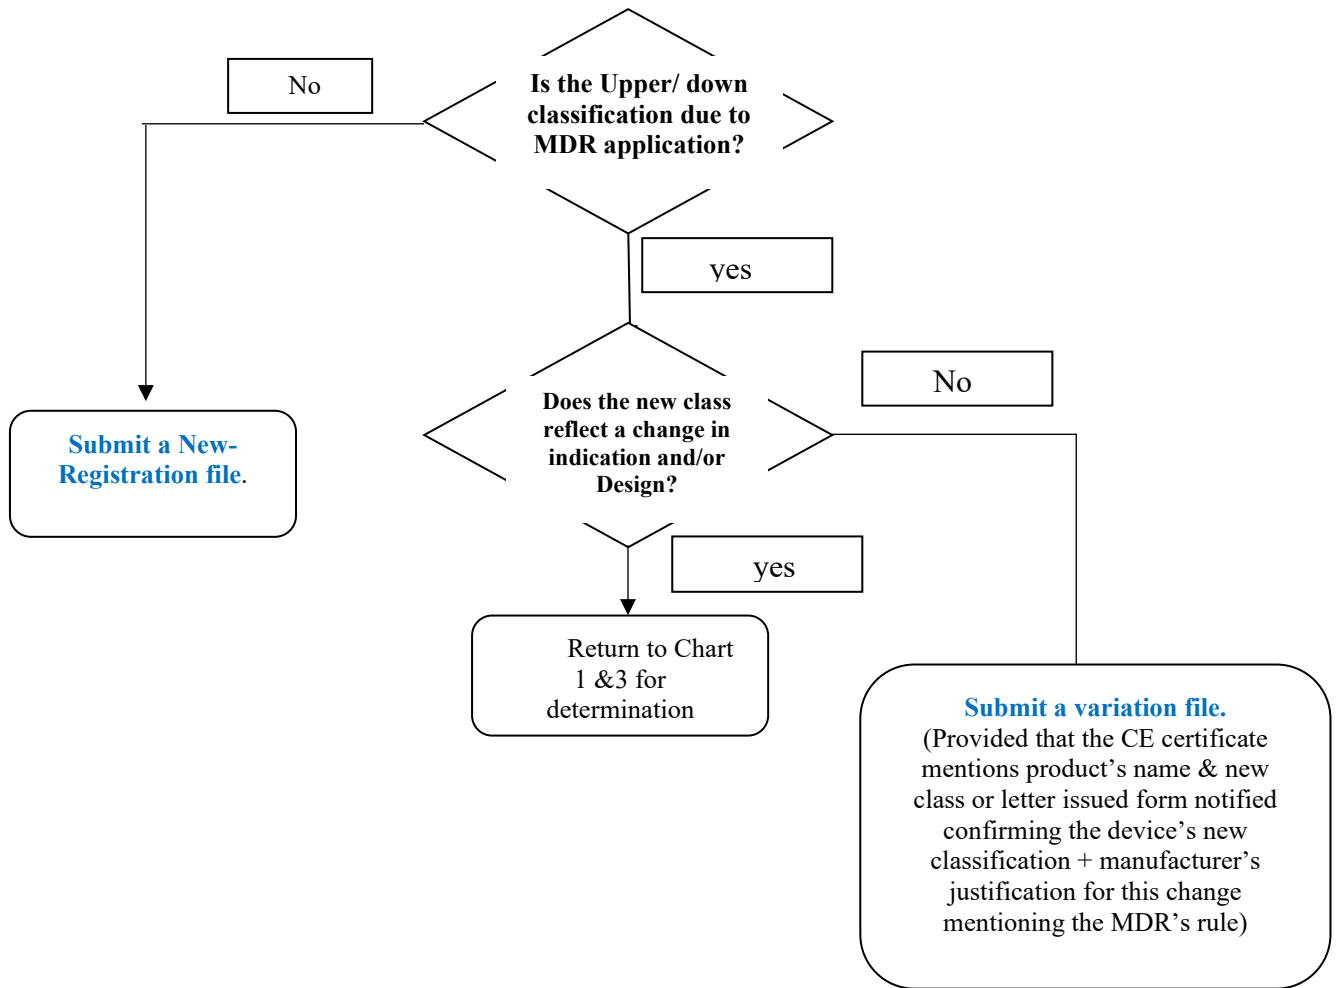 No
Is the Upper/ down
classification due to
MDR application?
yes
Does the new class
reflect a change in
indication and/or
Design?
No
Submit a New-
Registration file.
yes
Return to Chart
1 &3 for
determination
Submit a variation file.
(Provided that the CE certificate
mentions product’s name & new
class or letter issued form notified
confirming the device’s new
classification + manufacturer’s
justification for this change
mentioning the MDR’s rule)